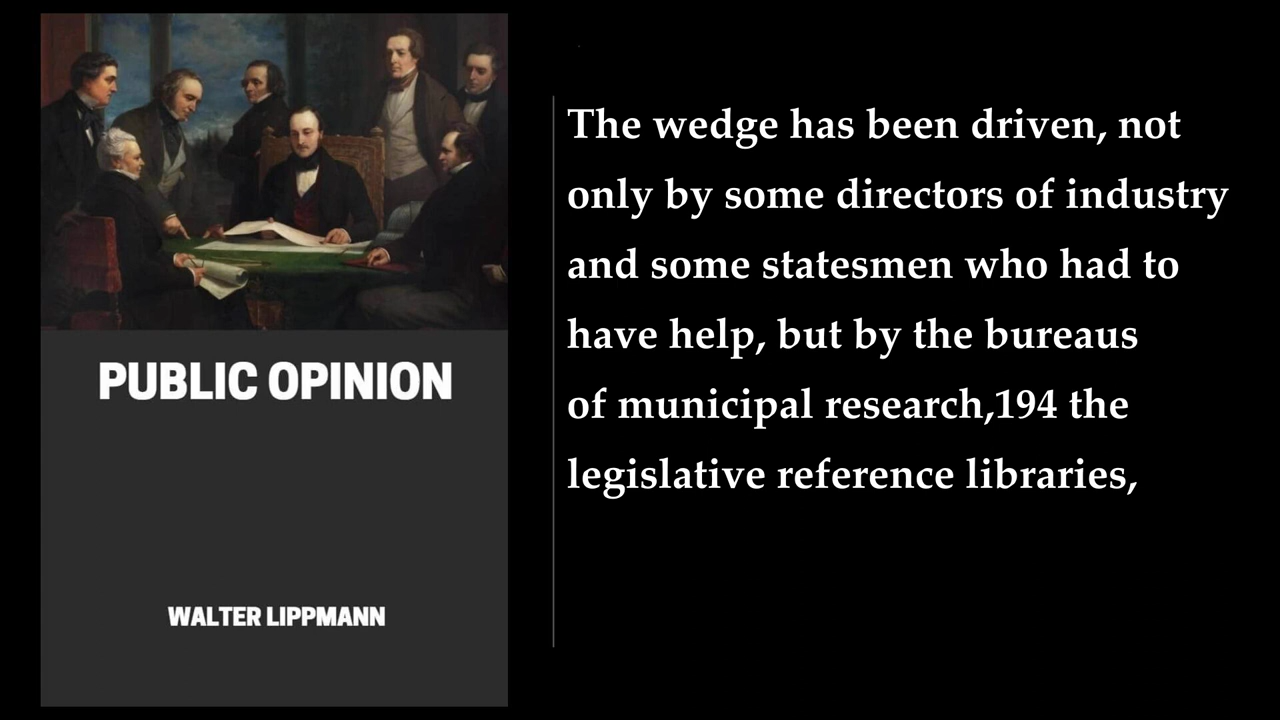 PUBLIC OPINION
WALTER LIPPMANN
The wedge has been driven, not
only by some directors of industry
and some statesmen who had to
have help, but by the bureaus
of municipal research,194 the
legislative reference libraries,